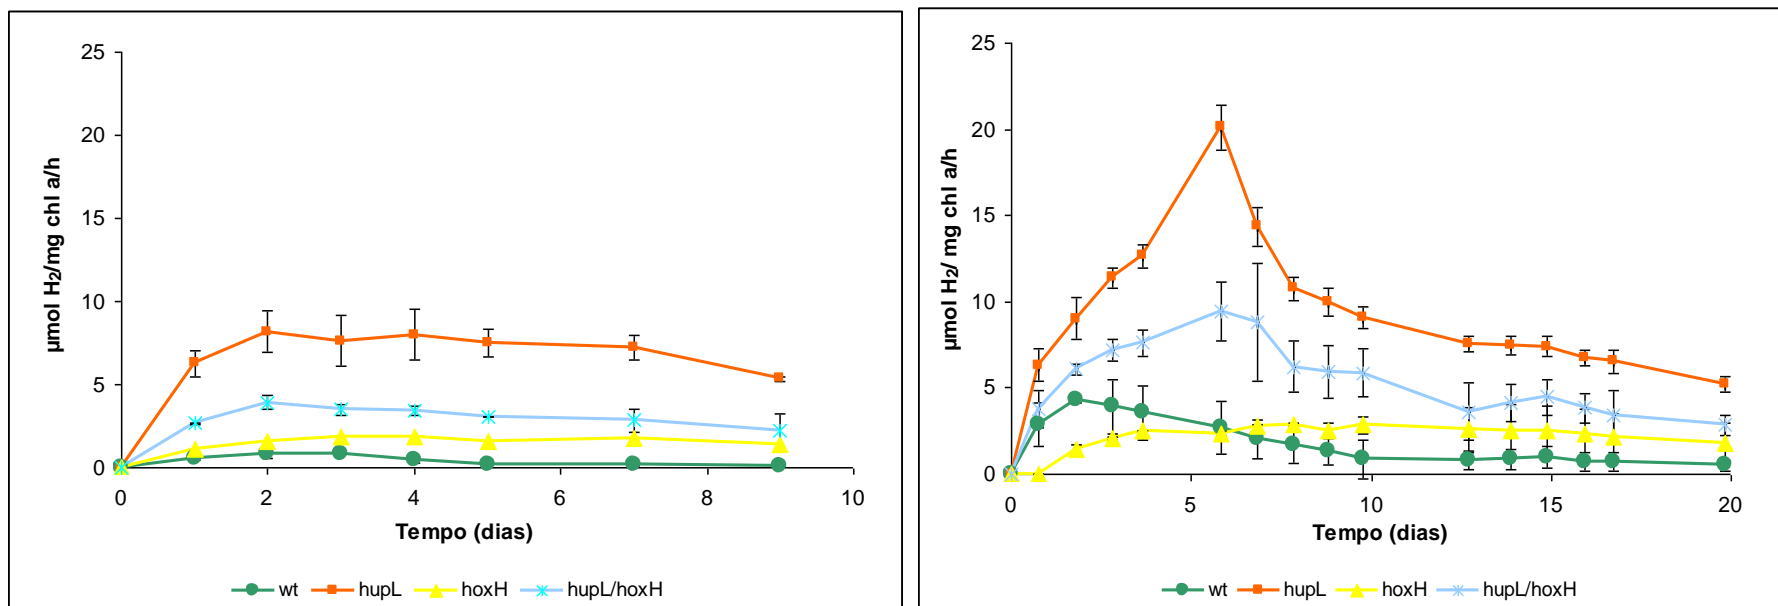 25
20
15
10
5
0
µmol H2/mg chl a/h
0 2 4 6 8 10
Tempo (dias)
wt hupL hoxH hupL/hoxH
25
20
15
10
5
0
µmol H2/ mg chl a/h
0 5 10 15 20
Tempo (dias)
wt hupL hoxH hupL/hoxH